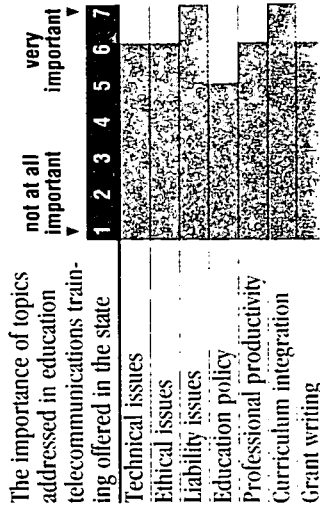 The importance of topics
addressed in education
telecommunications train-
ing offered in the state
not at all
important
very
important
1 2 3 4 5 6 7
Technical issues
Ethical issues
Liability issues
Education policy
Professional productivity
Curriculum integration
Grant writing